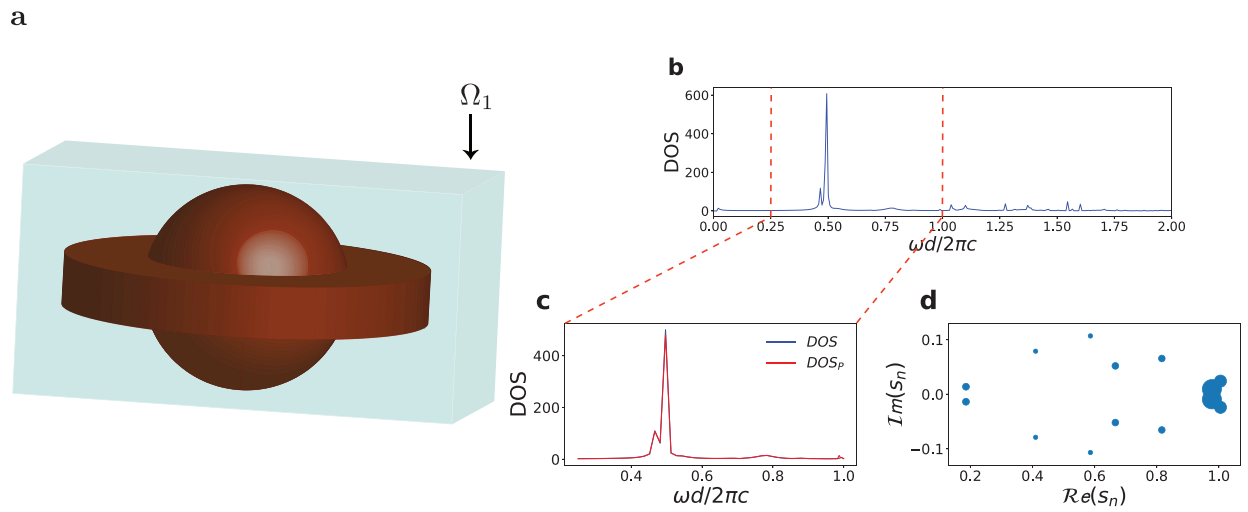 a
Ω₁
b
DOS
600
400
200
0
0.00 0.25 0.50 0.75 1.00 1.25 1.50 1.75 2.00
ωd/2πc
c
DOS
400
200
0
DOS
DOS_P
0.4 0.6 0.8 1.0
ωd/2πc
d
ℐm(s_n)
0.1
0.0
−0.1
0.2 0.4 0.6 0.8 1.0
ℛe(s_n)